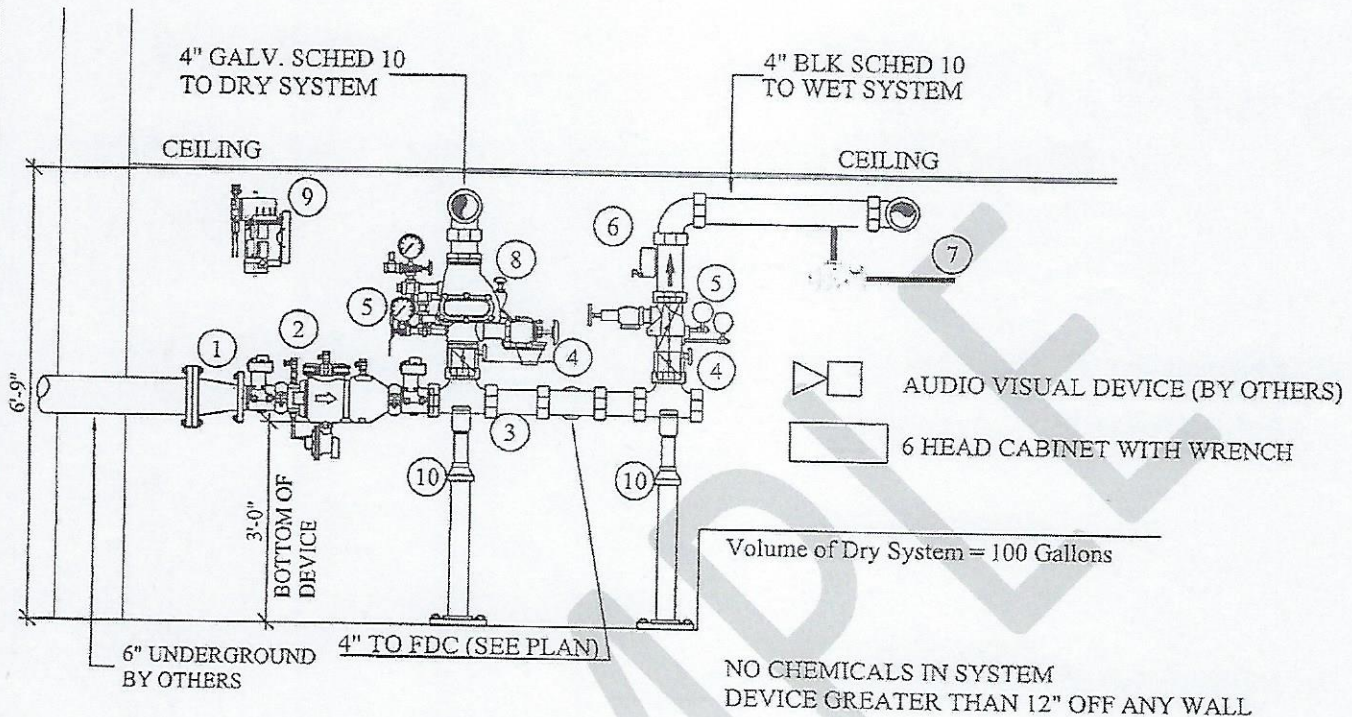 4" GALV. SCHED 10
TO DRY SYSTEM
4" BLK SCHED 10
TO WET SYSTEM
CEILING
CEILING
9
6
7
8
5
5
2
1
4
4
AUDIO VISUAL DEVICE (BY OTHERS)
6'-9"
3
6 HEAD CABINET WITH WRENCH
10
10
3'-0"
BOTTOM OF
DEVICE
Volume of Dry System = 100 Gallons
6" UNDERGROUND
BY OTHERS
4" TO FDC (SEE PLAN)
NO CHEMICALS IN SYSTEM
DEVICE GREATER THAN 12" OFF ANY WALL
MPLE